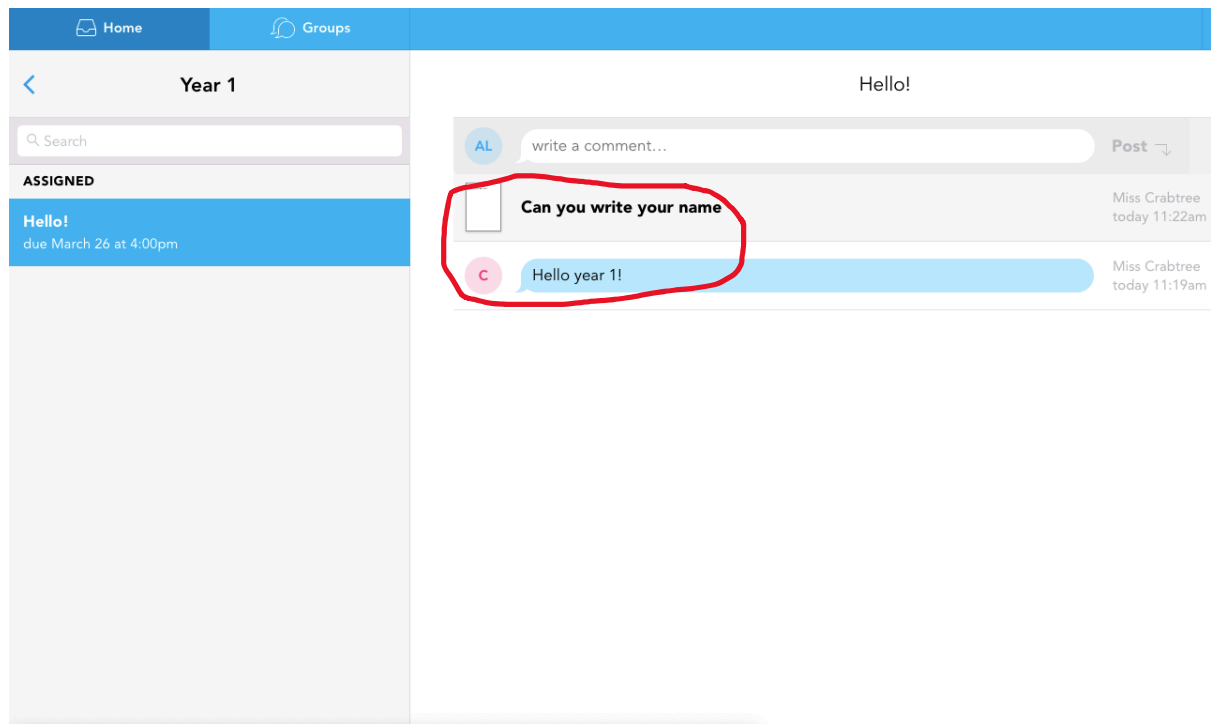 Home
Groups
Year 1
Search
ASSIGNED
Hello!
due March 26 at 4:00pm
Hello!
AL
write a comment...
Post
Can you write your name
Miss Crabtree
today 11:22am
C
Hello year 1!
Miss Crabtree
today 11:19am